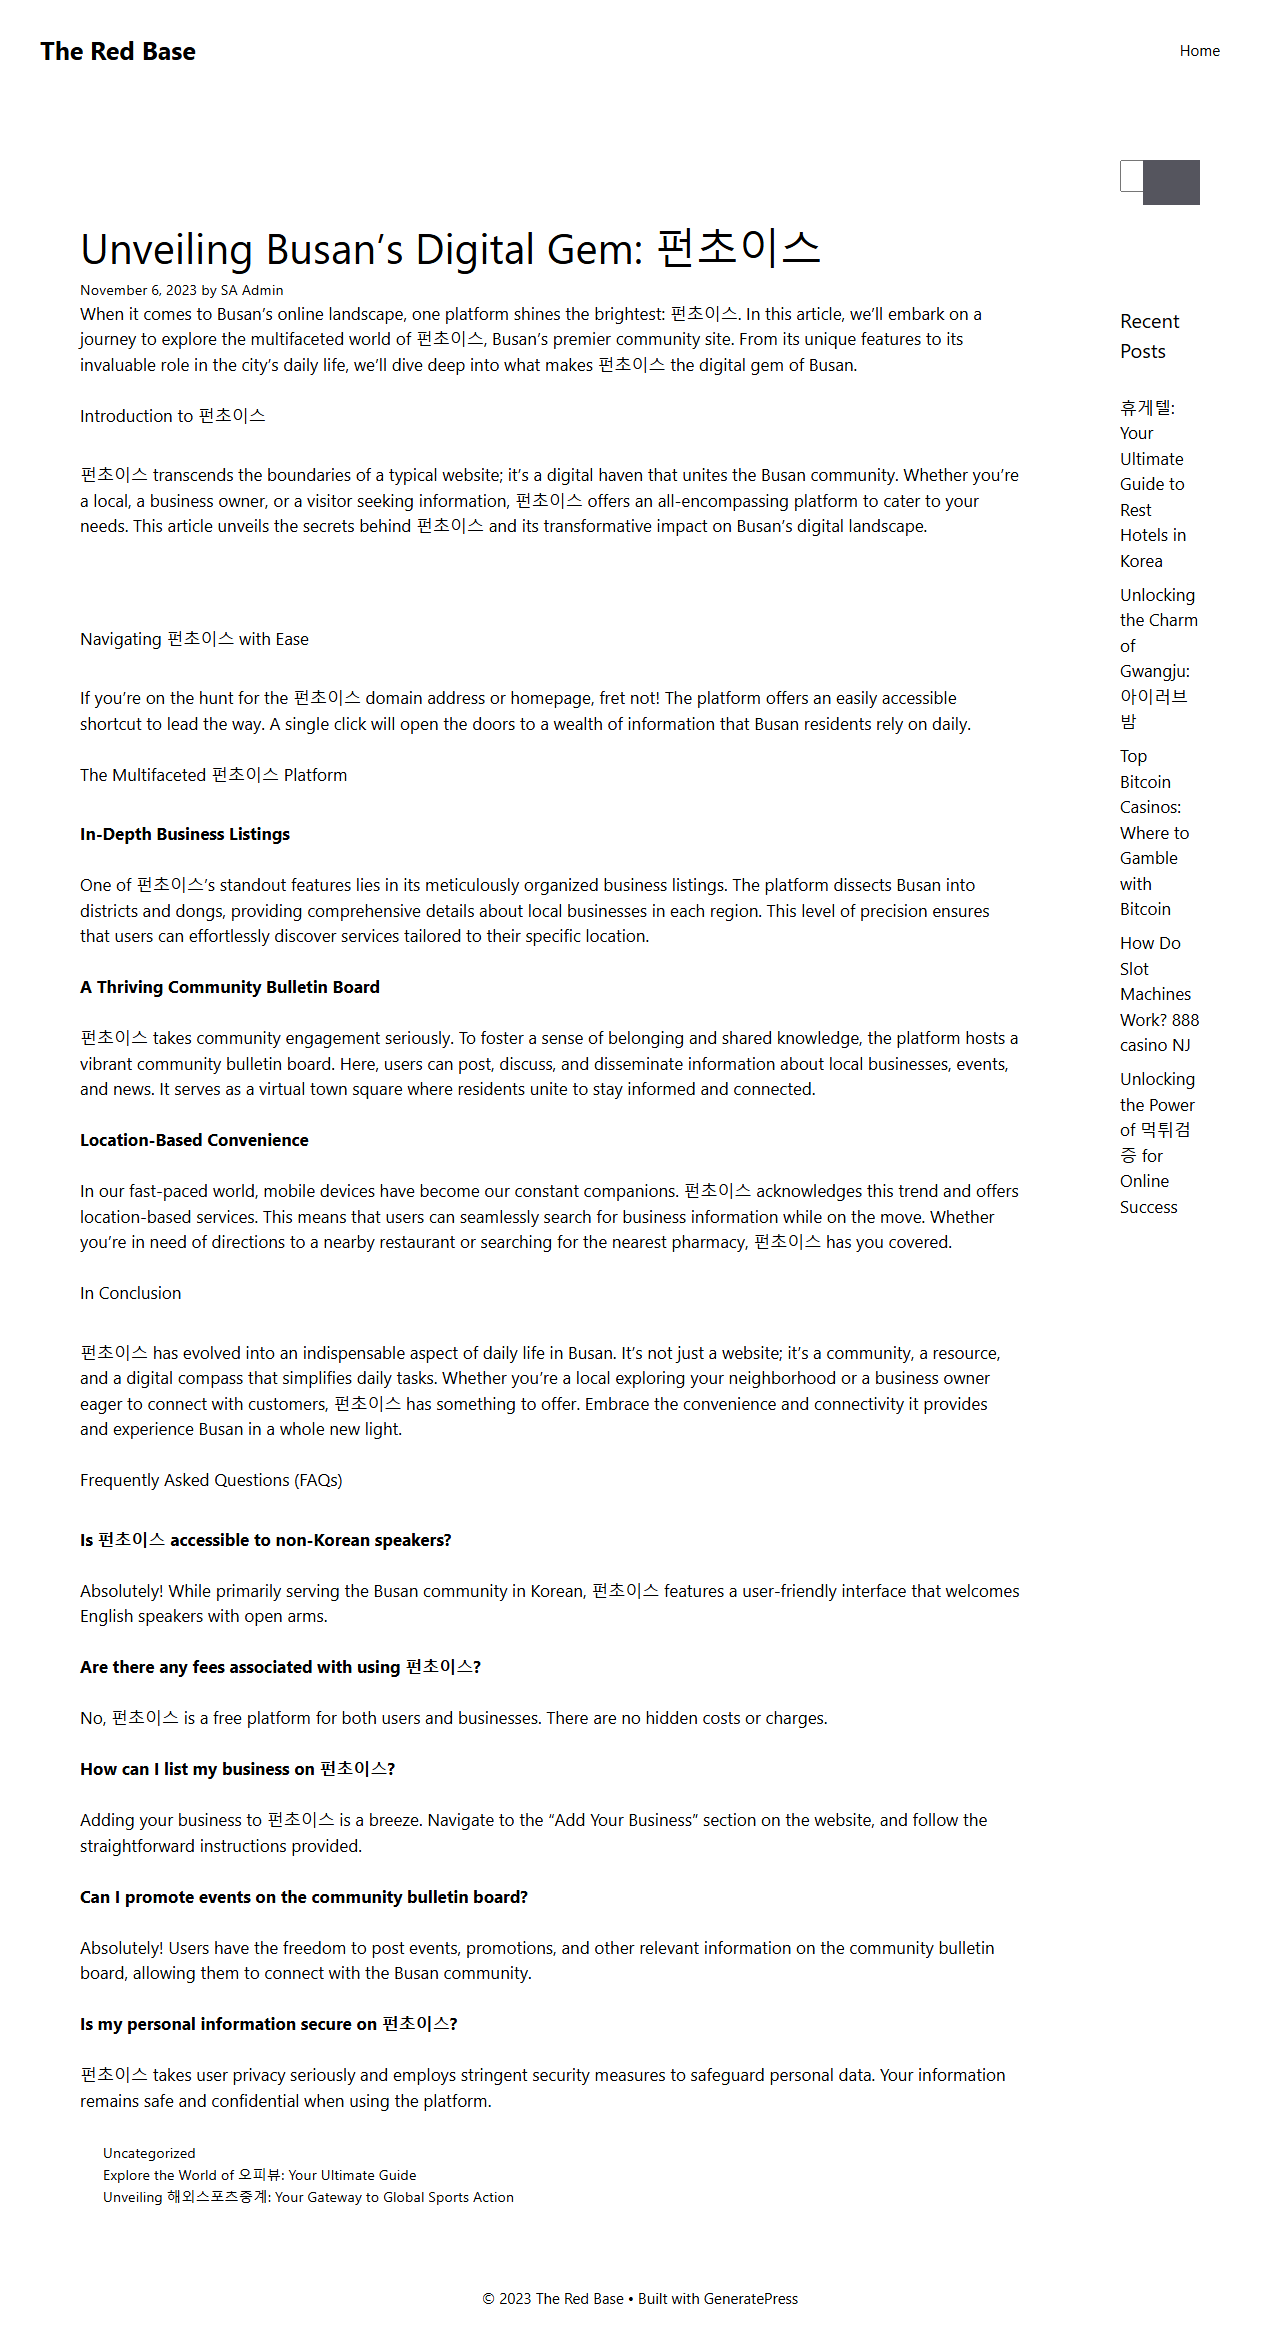 The Red Base
Home
Unveiling Busan’s Digital Gem: 펀초이스
November 6, 2023 by SA Admin
When it comes to Busan’s online landscape, one platform shines the brightest: 펀초이스. In this article, we’ll embark on a
journey to explore the multifaceted world of 펀초이스, Busan’s premier community site. From its unique features to its
invaluable role in the city’s daily life, we’ll dive deep into what makes 펀초이스 the digital gem of Busan.
Introduction to 펀초이스
펀초이스 transcends the boundaries of a typical website; it’s a digital haven that unites the Busan community. Whether you’re
a local, a business owner, or a visitor seeking information, 펀초이스 offers an all-encompassing platform to cater to your
needs. This article unveils the secrets behind 펀초이스 and its transformative impact on Busan’s digital landscape.
Navigating 펀초이스 with Ease
If you’re on the hunt for the 펀초이스 domain address or homepage, fret not! The platform offers an easily accessible
shortcut to lead the way. A single click will open the doors to a wealth of information that Busan residents rely on daily.
The Multifaceted 펀초이스 Platform
In-Depth Business Listings
One of 펀초이스’s standout features lies in its meticulously organized business listings. The platform dissects Busan into
districts and dongs, providing comprehensive details about local businesses in each region. This level of precision ensures
that users can effortlessly discover services tailored to their specific location.
A Thriving Community Bulletin Board
펀초이스 takes community engagement seriously. To foster a sense of belonging and shared knowledge, the platform hosts a
vibrant community bulletin board. Here, users can post, discuss, and disseminate information about local businesses, events,
and news. It serves as a virtual town square where residents unite to stay informed and connected.
Location-Based Convenience
In our fast-paced world, mobile devices have become our constant companions. 펀초이스 acknowledges this trend and offers
location-based services. This means that users can seamlessly search for business information while on the move. Whether
you’re in need of directions to a nearby restaurant or searching for the nearest pharmacy, 펀초이스 has you covered.
In Conclusion
펀초이스 has evolved into an indispensable aspect of daily life in Busan. It’s not just a website; it’s a community, a resource,
and a digital compass that simplifies daily tasks. Whether you’re a local exploring your neighborhood or a business owner
eager to connect with customers, 펀초이스 has something to offer. Embrace the convenience and connectivity it provides
and experience Busan in a whole new light.
Frequently Asked Questions (FAQs)
Is 펀초이스 accessible to non-Korean speakers?
Absolutely! While primarily serving the Busan community in Korean, 펀초이스 features a user-friendly interface that welcomes
English speakers with open arms.
Are there any fees associated with using 펀초이스?
No, 펀초이스 is a free platform for both users and businesses. There are no hidden costs or charges.
How can I list my business on 펀초이스?
Adding your business to 펀초이스 is a breeze. Navigate to the “Add Your Business” section on the website, and follow the
straightforward instructions provided.
Can I promote events on the community bulletin board?
Absolutely! Users have the freedom to post events, promotions, and other relevant information on the community bulletin
board, allowing them to connect with the Busan community.
Is my personal information secure on 펀초이스?
펀초이스 takes user privacy seriously and employs stringent security measures to safeguard personal data. Your information
remains safe and confidential when using the platform.
Uncategorized
Explore the World of 오피뷰: Your Ultimate Guide
Unveiling 해외스포츠중계: Your Gateway to Global Sports Action
Recent
Posts
휴게텔:
Your
Ultimate
Guide to
Rest
Hotels in
Korea
Unlocking
the Charm
of
Gwangju:
아이러브
밤
Top
Bitcoin
Casinos:
Where to
Gamble
with
Bitcoin
How Do
Slot
Machines
Work? 888
casino NJ
Unlocking
the Power
of 먹튀검
증 for
Online
Success
© 2023 The Red Base • Built with GeneratePress